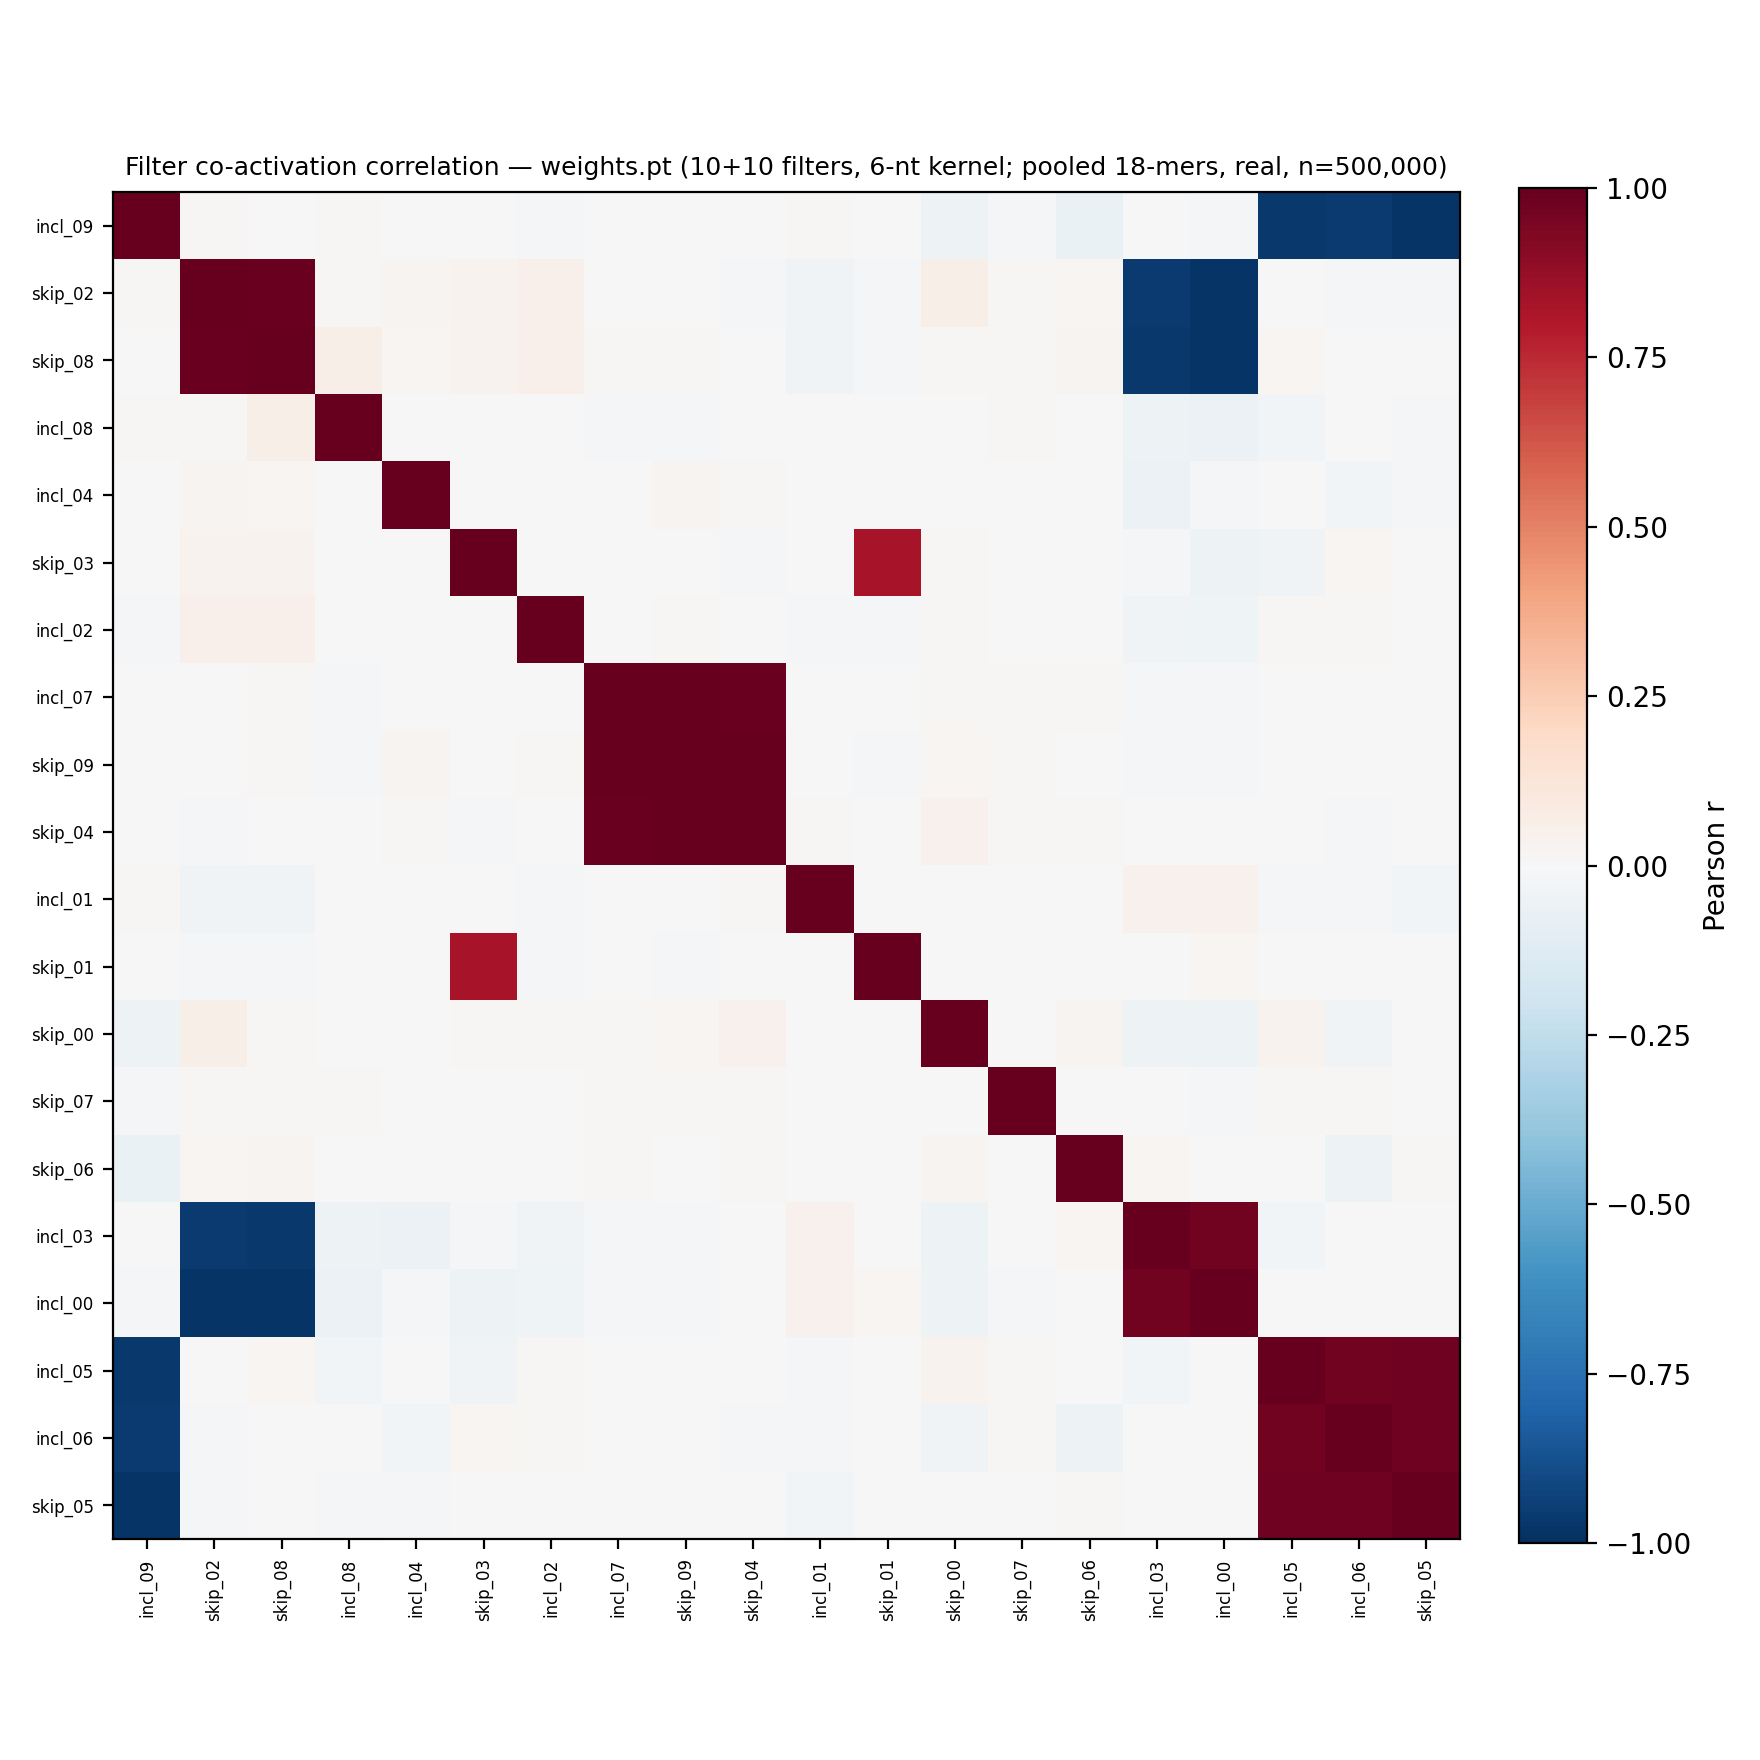 Filter co-activation correlation — weights.pt (10+10 filters, 6-nt kernel; pooled 18-mers, real, n=500,000)
incl_09
skip_02
skip_08
incl_08
incl_04
skip_03
incl_02
incl_07
skip_09
skip_04
incl_01
skip_01
skip_00
skip_07
skip_06
incl_03
incl_00
incl_05
incl_06
skip_05
incl_09
skip_02
skip_08
incl_08
incl_04
skip_03
incl_02
incl_07
skip_09
skip_04
incl_01
skip_01
skip_00
skip_07
skip_06
incl_03
incl_00
incl_05
incl_06
skip_05
1.00
0.75
0.50
0.25
0.00
−0.25
−0.50
−0.75
−1.00
Pearson r